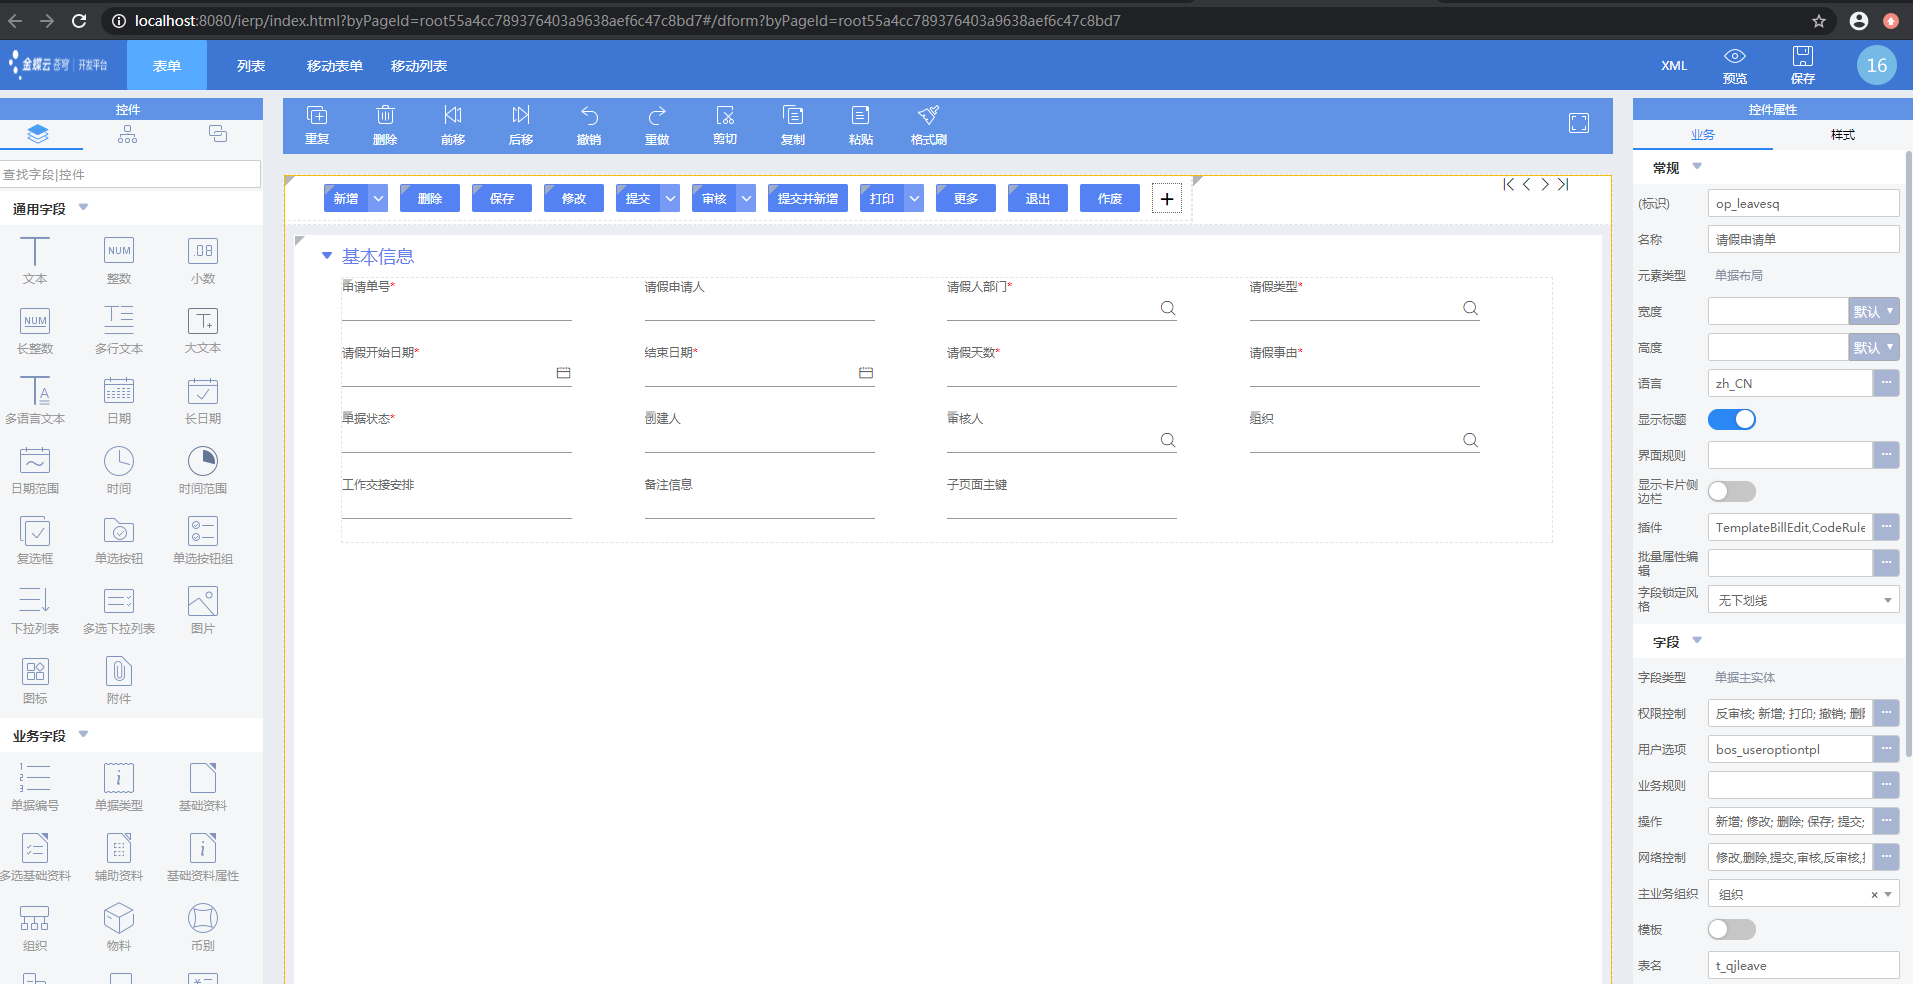 localhost:8080/ierp/index.html?byPageId=root55a4cc789376403a9638aef6c47c8bd7#/dform?byPageId=root55a4cc789376403a9638aef6c47c8bd7
金蝶云 苍穹 | 开发平台
表单 列表 移动表单 移动列表
XML 预览 保存 16
控件
查找字段|控件
通用字段
NUM .08
文本 整数 小数
NUM
长整数 多行文本 大文本
多语言文本 日期 长日期
日期范围 时间 时间范围
复选框 单选按钮 单选按钮组
下拉列表 多选下拉列表 图片
图标 附件
业务字段
单据编号 单据类型 基础资料
多选基础资料 辅助资料 基础资料属性
组织 物料 币别
重复 删除 前移 后移 撤销 重做 剪切 复制 粘贴 格式刷
新增 删除 保存 修改 提交 审核 提交并新增 打印 更多 退出 作废 +
基本信息
申请单号* 请假申请人 请假人部门* 请假类型*
请假开始日期* 结束日期* 请假天数* 请假事由*
单据状态* 创建人 审核人 组织
工作交接安排 备注信息 子页面主键
控件属性
业务 样式
常规
(标识) op_leavesq
名称 请假申请单
元素类型 单据布局
宽度 默认
高度 默认
语言 zh_CN ...
显示标题
界面规则 ...
显示卡片侧边栏
插件 TemplateBillEdit,CodeRule ...
批量属性编辑 ...
字段锁定风格 无下划线
字段
字段类型 单据主实体
权限控制 反审核; 新增; 打印; 撤销; 删 ...
用户选项 bos_useroptiontpl ...
业务规则 ...
操作 新增; 修改; 删除; 保存; 提交; ...
网络控制 修改,删除,提交,审核,反审核, ...
主业务组织 组织 ×
模板
表名 t_qjleave